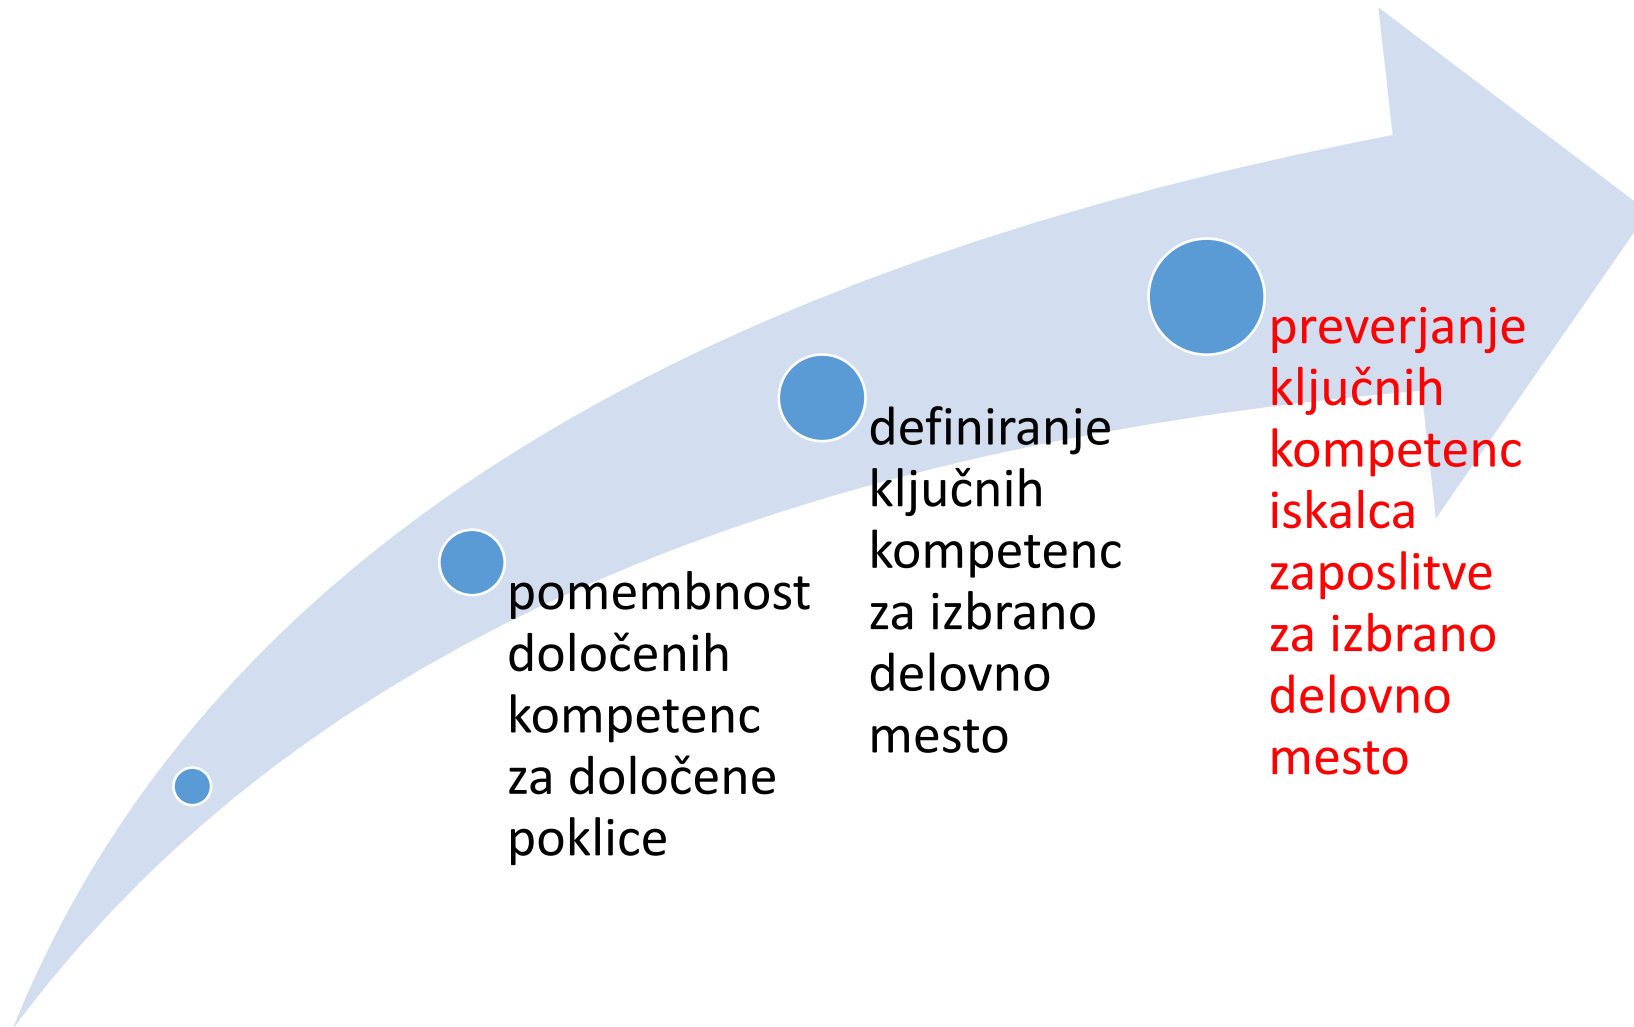 pomembnost
določenih
kompetenc
za določene
poklice
definiranje
ključnih
kompetenc
za izbrano
delovno
mesto
preverjanje
ključnih
kompetenc
iskalca
zaposlitve
za izbrano
delovno
mesto